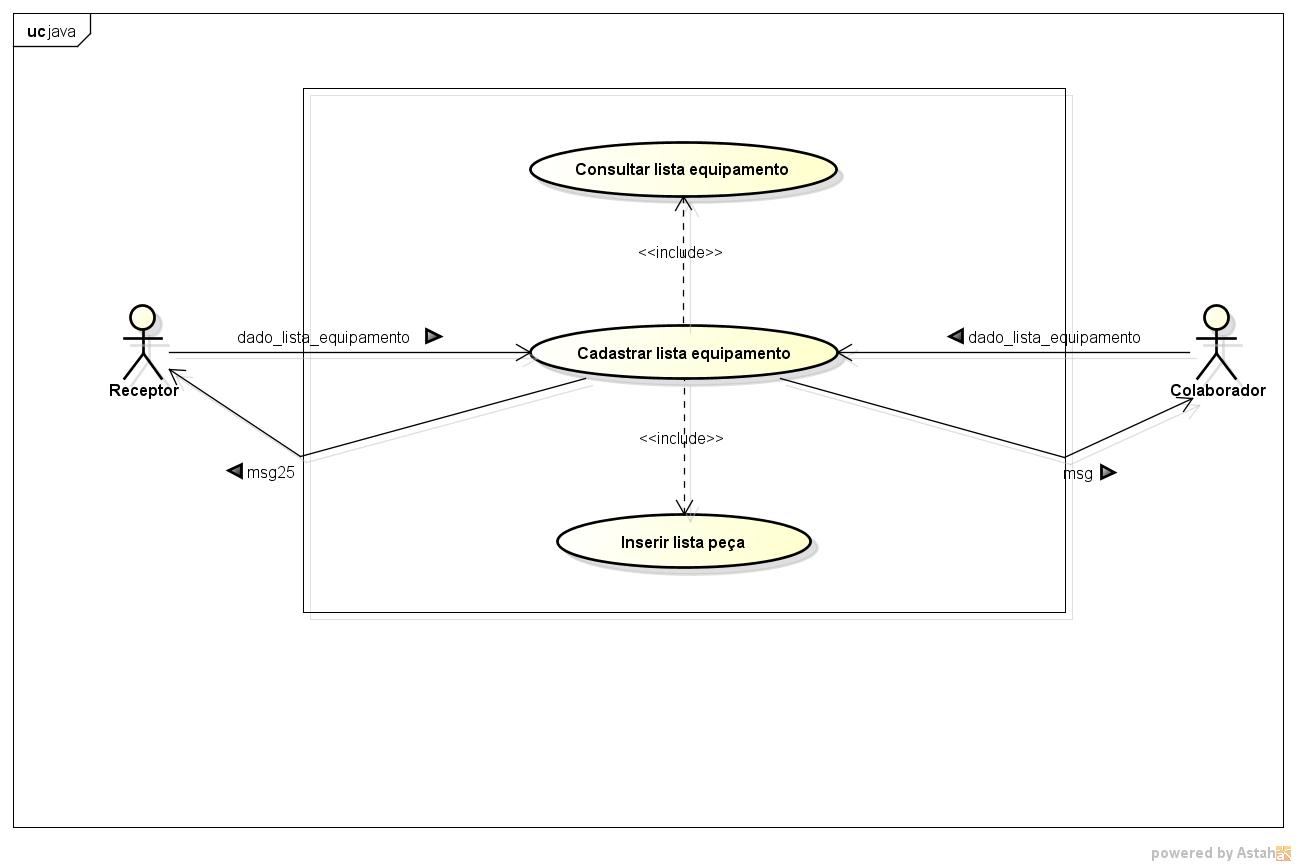 uc java
Consultar lista equipamento
<<include>>
dado_lista_equipamento
dado_lista_equipamento
Cadastrar lista equipamento
Receptor
Colaborador
<<include>>
msg25
msg
Inserir lista peça
powered by Astah